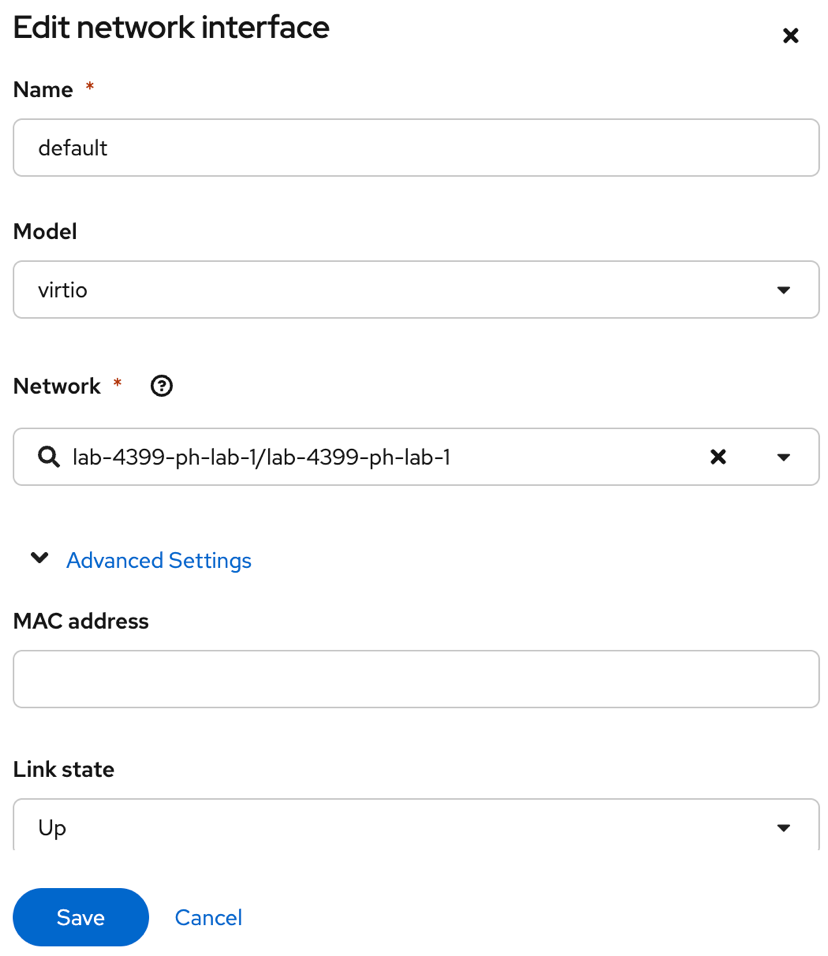 Edit network interface
Name *
default
Model
virtio
Network *
lab-4399-ph-lab-1/lab-4399-ph-lab-1
Advanced Settings
MAC address
Link state
Up
Save Cancel